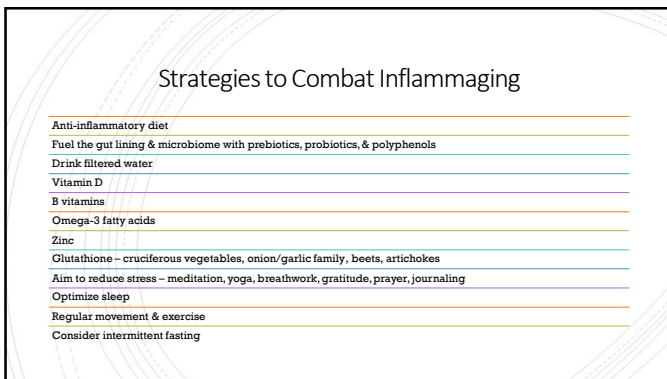 Strategies to Combat Inflammaging
Anti-inflammatory diet
Fuel the gut lining & microbiome with prebiotics, probiotics, & polyphenols
Drink filtered water
Vitamin D
B vitamins
Omega-3 fatty acids
Zinc
Glutathione – cruciferous vegetables, onion/garlic family, beets, artichokes
Aim to reduce stress – meditation, yoga, breathwork, gratitude, prayer, journaling
Optimize sleep
Regular movement & exercise
Consider intermittent fasting